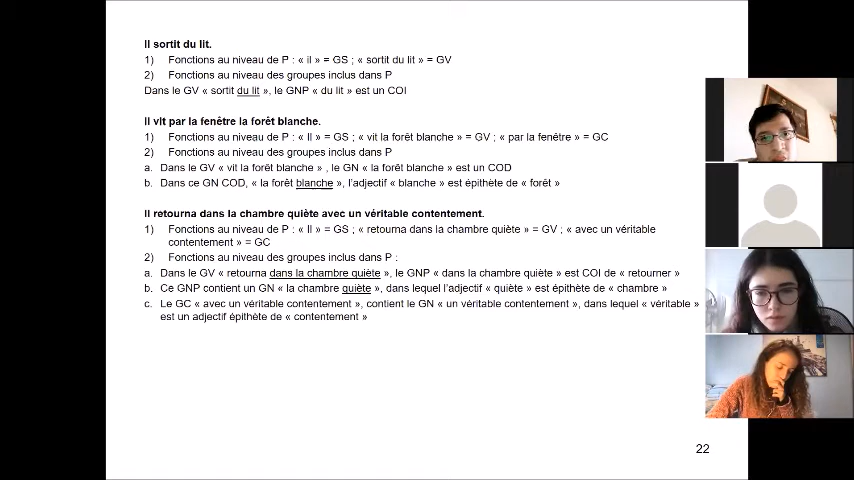 Il sortit du lit.
1) Fonctions au niveau de P : « il » = GS ; « sortit du lit » = GV
2) Fonctions au niveau des groupes inclus dans P
Dans le GV « sortit du lit », le GNP « du lit » est un COI
Il vit par la fenêtre la forêt blanche.
1) Fonctions au niveau de P : « Il » = GS ; « vit la forêt blanche » = GV ; « par la fenêtre » = GC
2) Fonctions au niveau des groupes inclus dans P
a. Dans le GV « vit la forêt blanche » , le GN « la forêt blanche » est un COD
b. Dans ce GN COD, « la forêt blanche », l’adjectif « blanche » est épithète de « forêt »
Il retourna dans la chambre quiète avec un véritable contentement.
1) Fonctions au niveau de P : « Il » = GS ; « retourna dans la chambre quiète » = GV ; « avec un véritable
contentement » = GC
2) Fonctions au niveau des groupes inclus dans P :
a. Dans le GV « retourna dans la chambre quiète », le GNP « dans la chambre quiète » est COI de « retourner »
b. Ce GNP contient un GN « la chambre quiète », dans lequel l’adjectif « quiète » est épithète de « chambre »
c. Le GC « avec un véritable contentement », contient le GN « un véritable contentement », dans lequel « véritable »
est un adjectif épithète de « contentement »
22